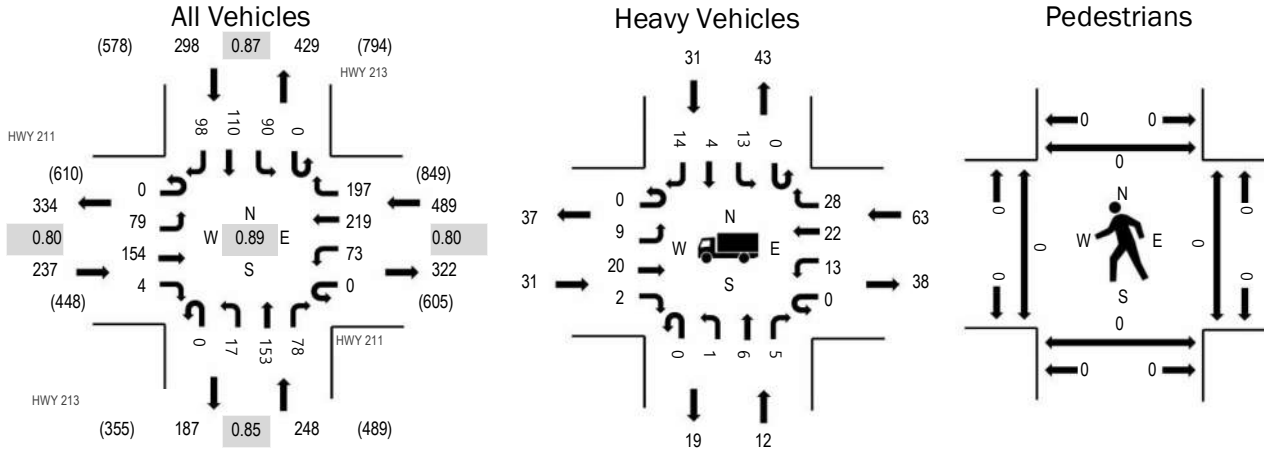 All Vehicles
(578) 298 0.87 429 (794)
HWY 213
HWY 211
98 110 90 0
(610)
334
0.80
237
(448)
0
79
154
4
N
W 0.89 E
S
197
219
73
0
(849)
489
0.80
322
(605)
0 17 153 78
HWY 211
HWY 213
(355) 187 0.85 248 (489)
Heavy Vehicles
31 43
14 4 13 0
37
31
0
9
20
2
N
W E
S
28
22
13
0
63
38
0 1 6 5
19 12
Pedestrians
0 0
0
0
0
0
N
W E
S
0
0
0
0
0 0